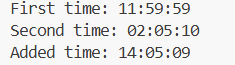 First time: 11:59:59
Second time: 02:05:10
Added time: 14:05:09